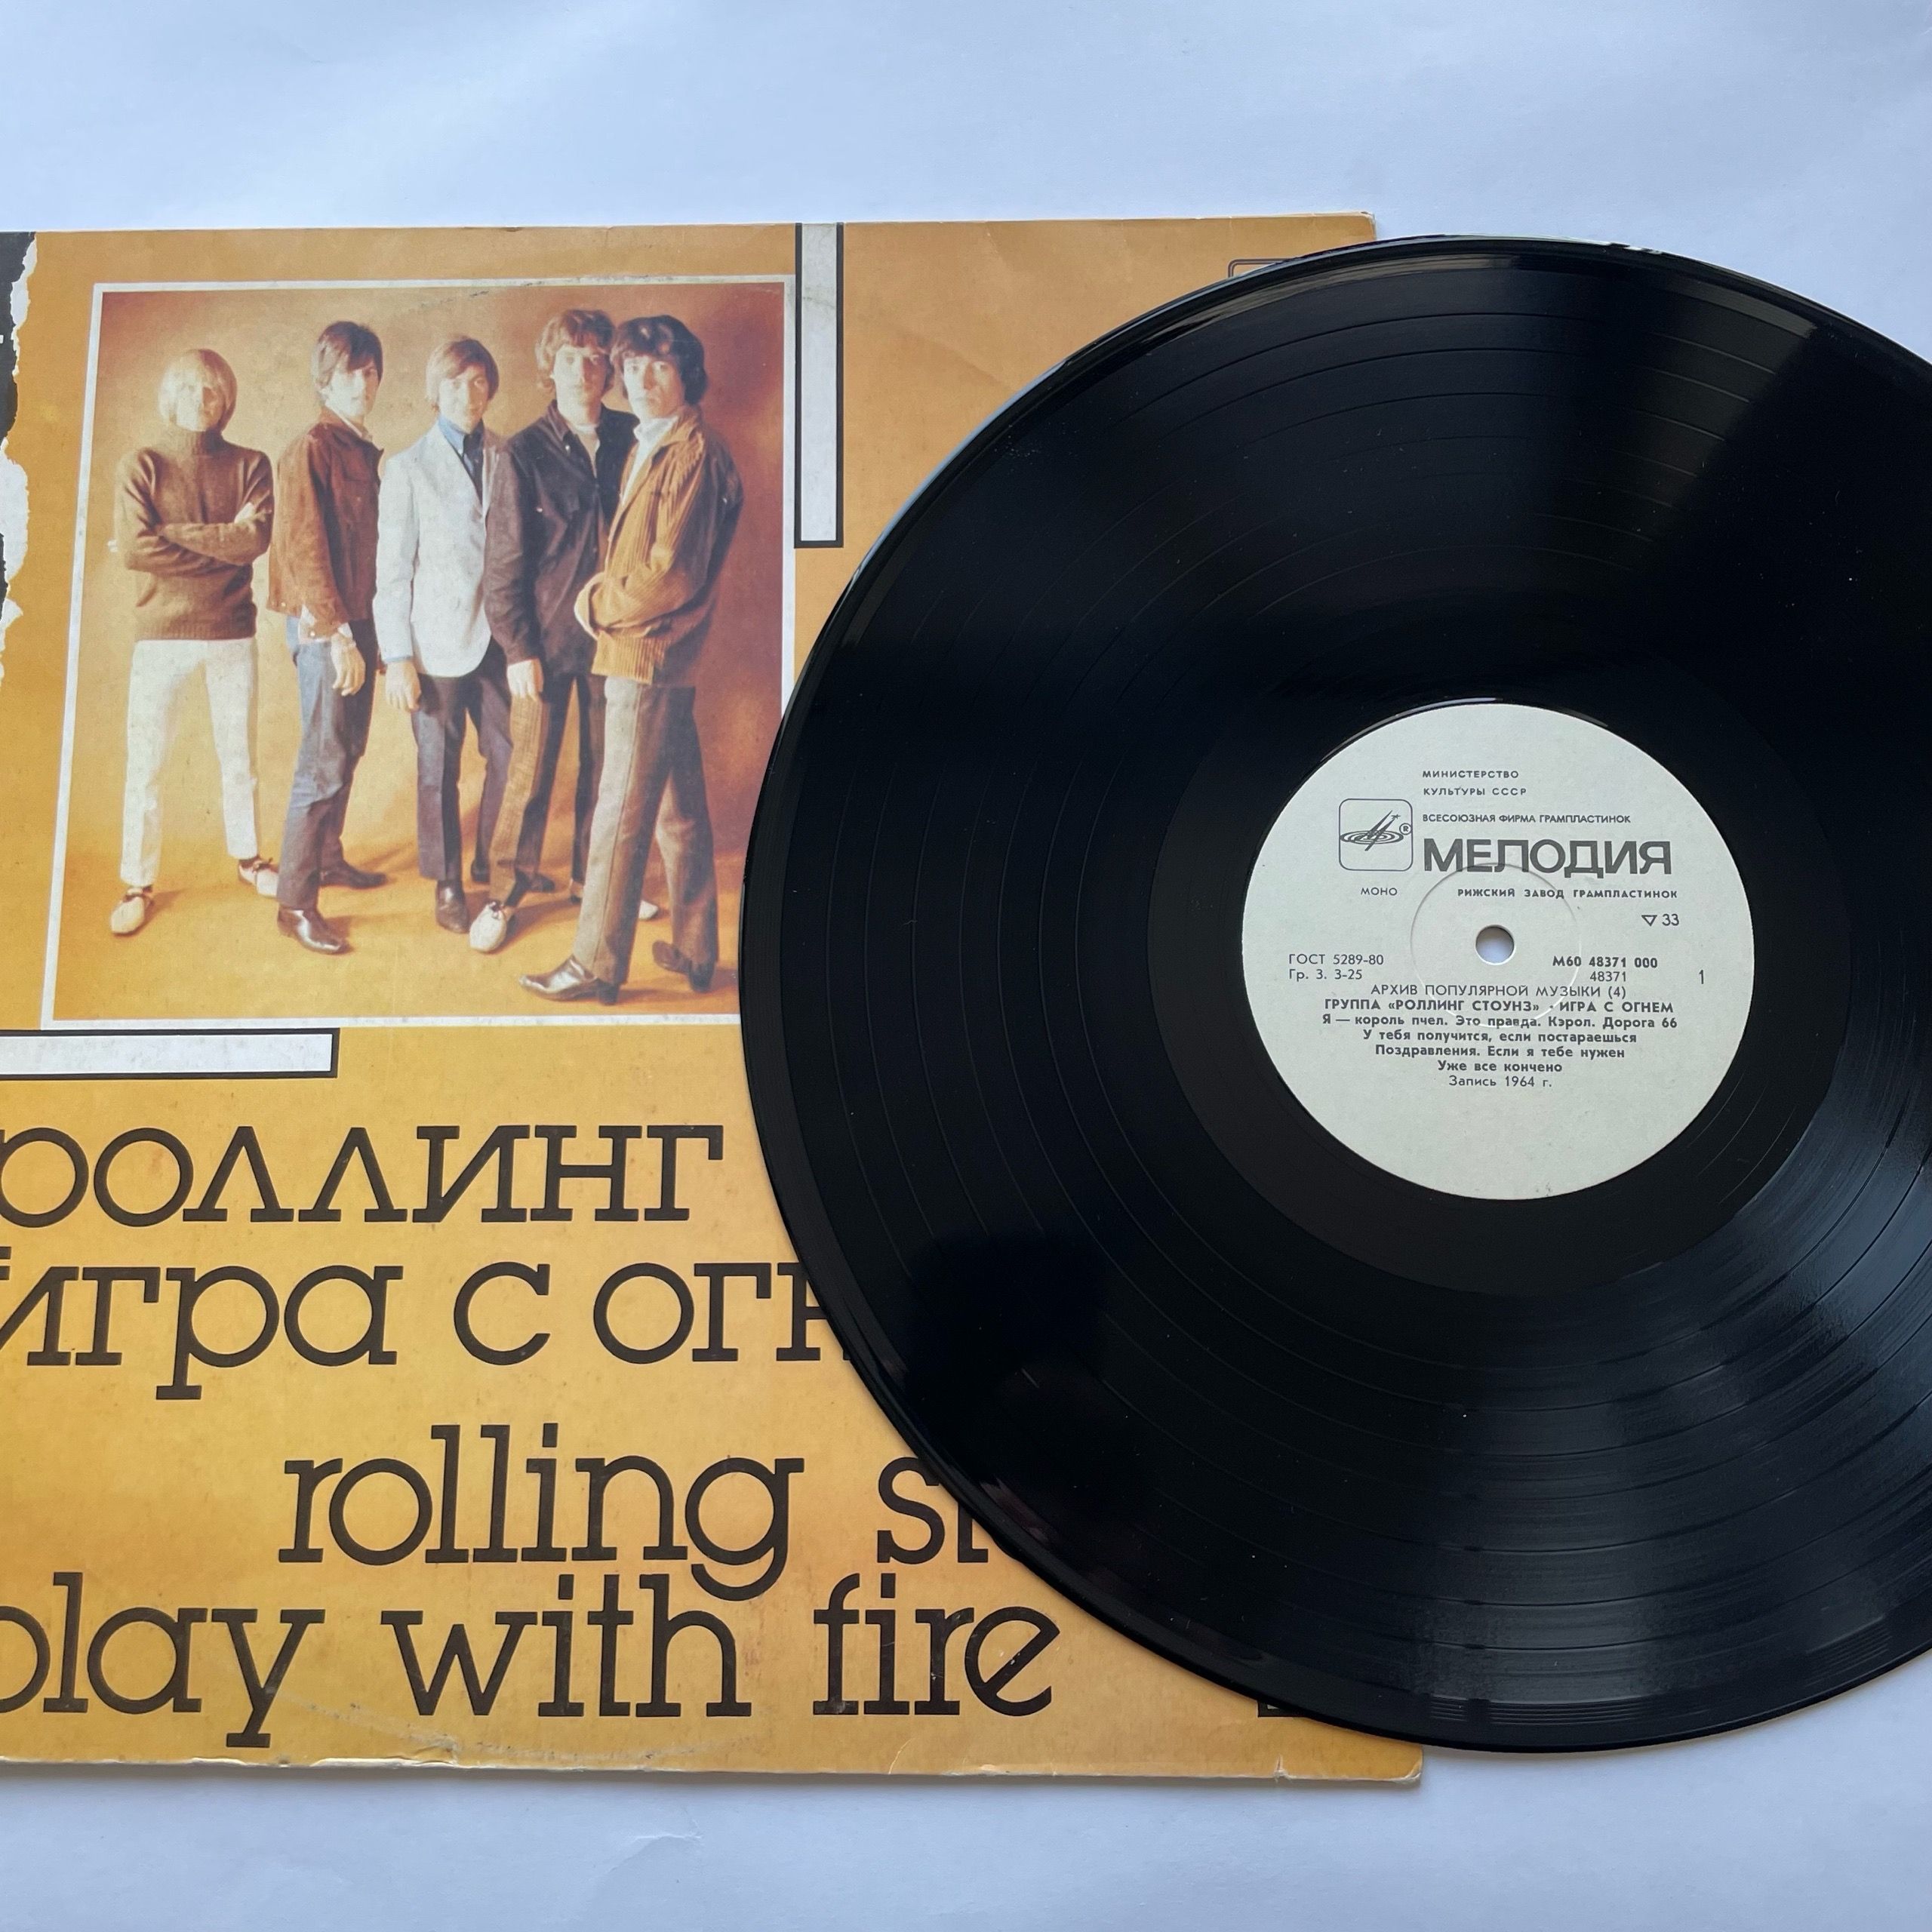 роллинг
игра с огн
rolling st
play with fire
МИНИСТЕРСТВО
КУЛЬТУРЫ СССР
ВСЕСОЮЗНАЯ ФИРМА ГРАМПЛАСТИНОК
®
МЕЛОДИЯ
МОНО РИЖСКИЙ ЗАВОД ГРАМПЛАСТИНОК
33
ГОСТ 5289-80 М60 48371 000
Гр. 3. 3-25 48371 1
АРХИВ ПОПУЛЯРНОЙ МУЗЫКИ (4)
ГРУППА «РОЛЛИНГ СТОУНЗ» · ИГРА С ОГНЕМ
Я — король пчел. Это правда. Кэрол. Дорога 66
У тебя получится, если постараешься
Поздравления. Если я тебе нужен
Уже все кончено
Запись 1964 г.